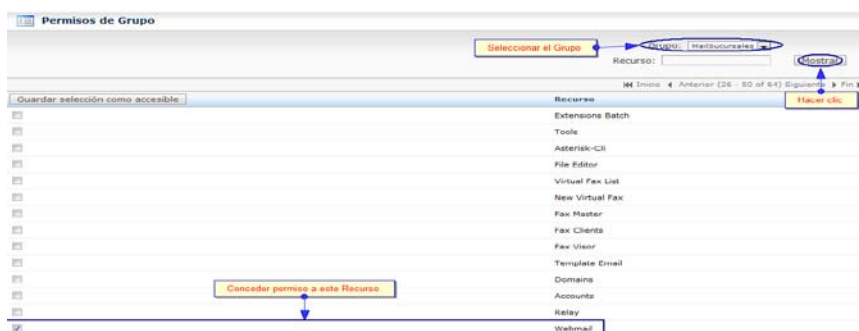 Permisos de Grupo
Seleccionar el Grupo
Grupo: Mailsucursales
Recurso:
Mostrar
Inicio Anterior (26 - 50 of 64) Siguiente Fin
Guardar selección como accesible
Recurso
Hacer clic
Extensions Batch
Tools
Asterisk-Cli
File Editor
Virtual Fax List
New Virtual Fax
Fax Master
Fax Clients
Fax Visor
Template Email
Domains
Conceder permiso a este Recurso
Accounts
Relay
Webmail